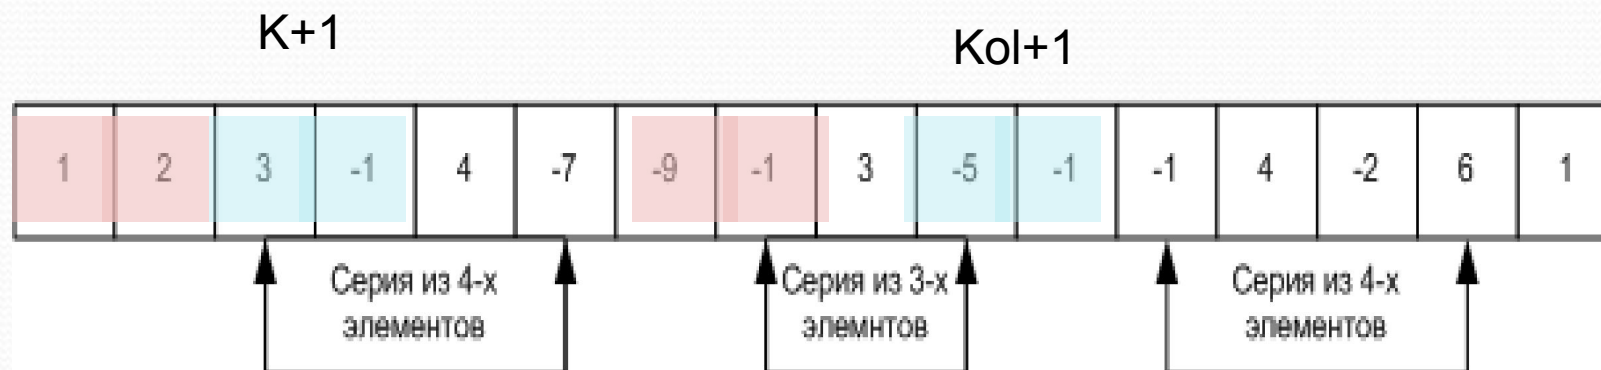 K+1
Kol+1
1 2 3 -1 4 -7 -9 -1 3 -5 -1 -1 4 -2 6 1
Серия из 4-х
элементов
Серия из 3-х
элемнтов
Серия из 4-х
элементов